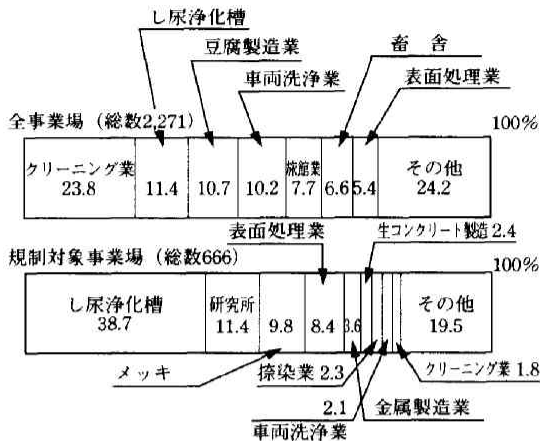 し尿浄化槽
豆腐製造業
畜舎
車両洗浄業
表面処理業
全事業場（総数2,271）
100%
クリーニング業
23.8
11.4
10.7
10.2
旅館業
7.7
6.6
5.4
その他
24.2
表面処理業
生コンクリート製造2.4
規制対象事業場（総数666）
100%
し尿浄化槽
38.7
研究所
11.4
9.8
8.4
3.6
その他
19.5
メッキ
捺染業2.3
クリーニング業1.8
2.1
車両洗浄業
金属製造業